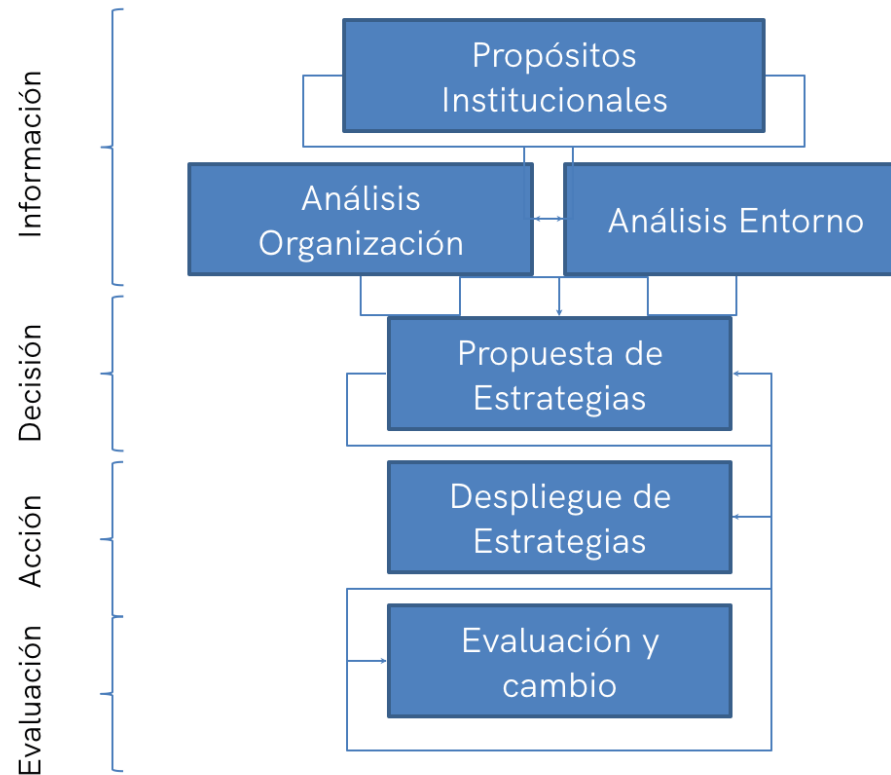 Información
Propósitos
Institucionales
Análisis
Organización
Análisis Entorno
Decisión
Propuesta de
Estrategias
Acción
Despliegue de
Estrategias
Evaluación
Evaluación y
cambio